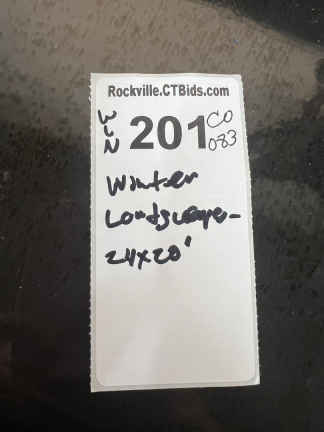 Rockville.CTBids.com
WLN 201 CO 083
Winter
Landscape-
24x20'